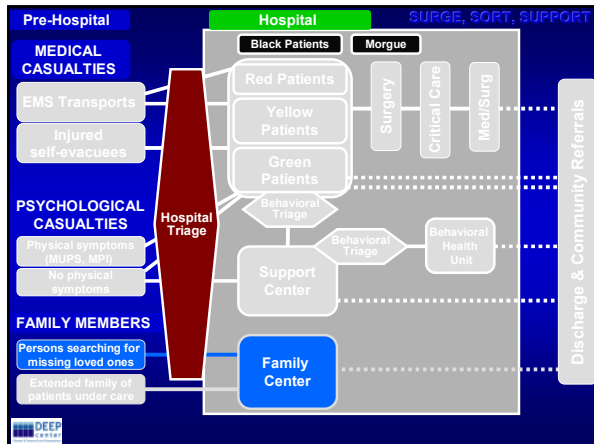 Pre-Hospital
Hospital
SURGE, SORT, SUPPORT
Black Patients
Morgue
MEDICAL
CASUALTIES
EMS Transports
Injured
self-evacuees
Red Patients
Yellow
Patients
Green
Patients
Surgery
Critical Care
Med/Surg
Discharge & Community Referrals
Hospital
Triage
Behavioral
Triage
PSYCHOLOGICAL
CASUALTIES
Physical symptoms
(MUPS, MPI)
No physical
symptoms
Support
Center
Behavioral
Triage
Behavioral
Health
Unit
FAMILY MEMBERS
Persons searching for
missing loved ones
Extended family of
patients under care
Family
Center
DEEP
center